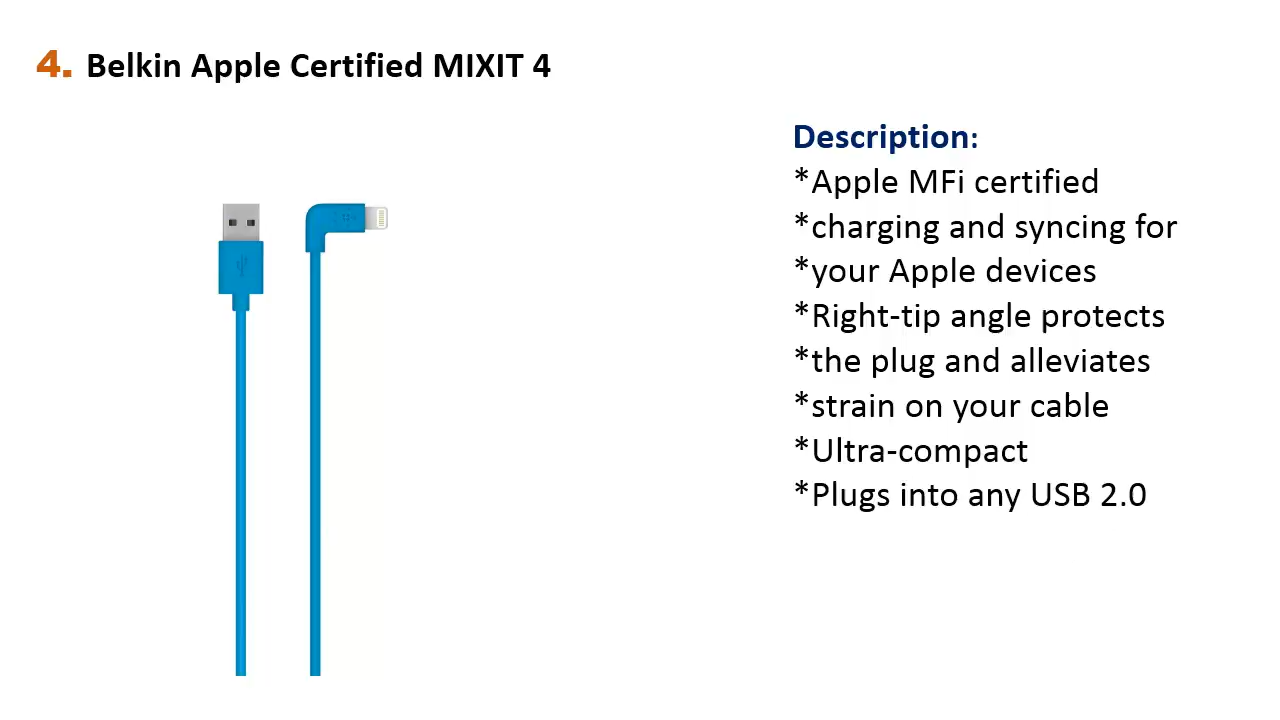 4. Belkin Apple Certified MIXIT 4
Description:
*Apple MFi certified
*charging and syncing for
*your Apple devices
*Right-tip angle protects
*the plug and alleviates
*strain on your cable
*Ultra-compact
*Plugs into any USB 2.0